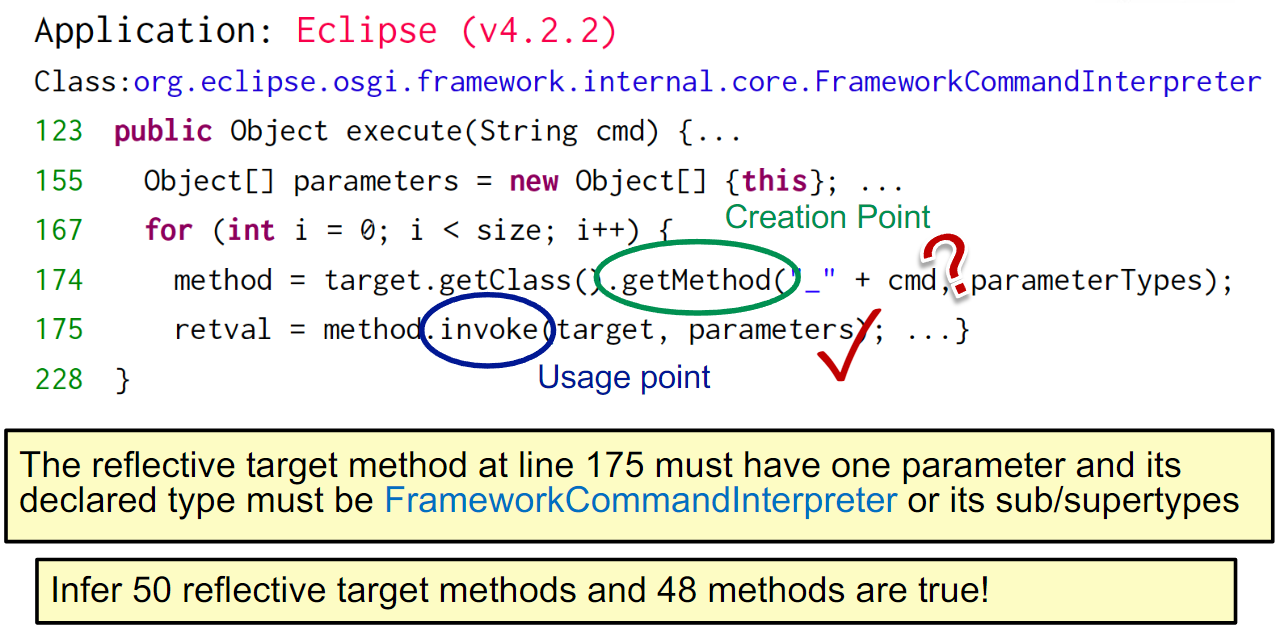 Application: Eclipse (v4.2.2)
Class:org.eclipse.osgi.framework.internal.core.FrameworkCommandInterpreter
123 public Object execute(String cmd) {...
155 Object[] parameters = new Object[] {this}; ...
Creation Point
167 for (int i = 0; i < size; i++) {
?
174 method = target.getClass().getMethod("_" + cmd, parameterTypes);
175 retval = method.invoke(target, parameters); ...}
Usage point
228 }
The reflective target method at line 175 must have one parameter and its
declared type must be FrameworkCommandInterpreter or its sub/supertypes
Infer 50 reflective target methods and 48 methods are true!